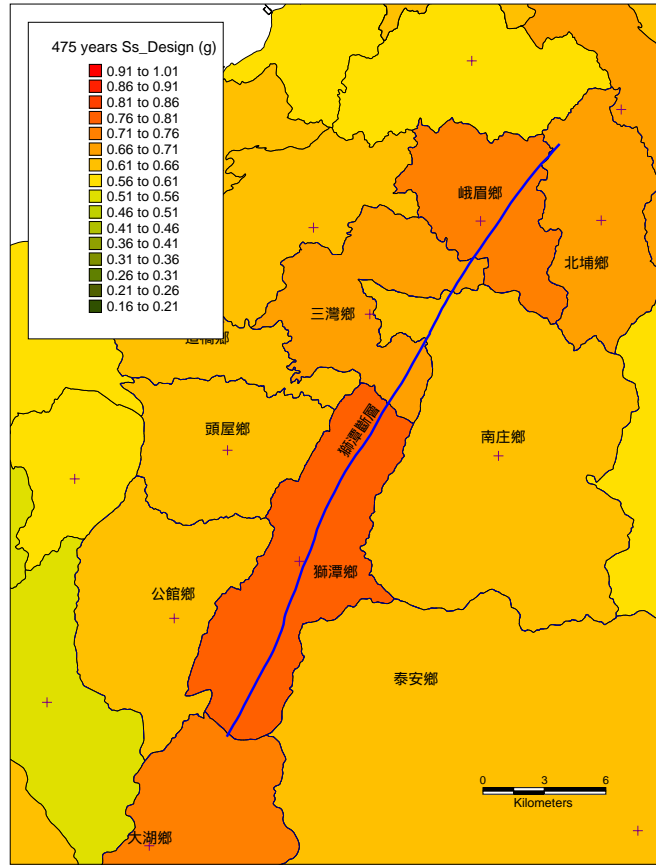 475 years Ss_Design (g)
0.91 to 1.01
0.86 to 0.91
0.81 to 0.86
0.76 to 0.81
0.71 to 0.76
0.66 to 0.71
0.61 to 0.66
0.56 to 0.61
0.51 to 0.56
0.46 to 0.51
0.41 to 0.46
0.36 to 0.41
0.31 to 0.36
0.26 to 0.31
0.21 to 0.26
0.16 to 0.21
峨眉鄉
北埔鄉
三灣鄉
造橋鄉
頭屋鄉
獅潭斷層
南庄鄉
獅潭鄉
公館鄉
泰安鄉
大湖鄉
0 3 6
Kilometers